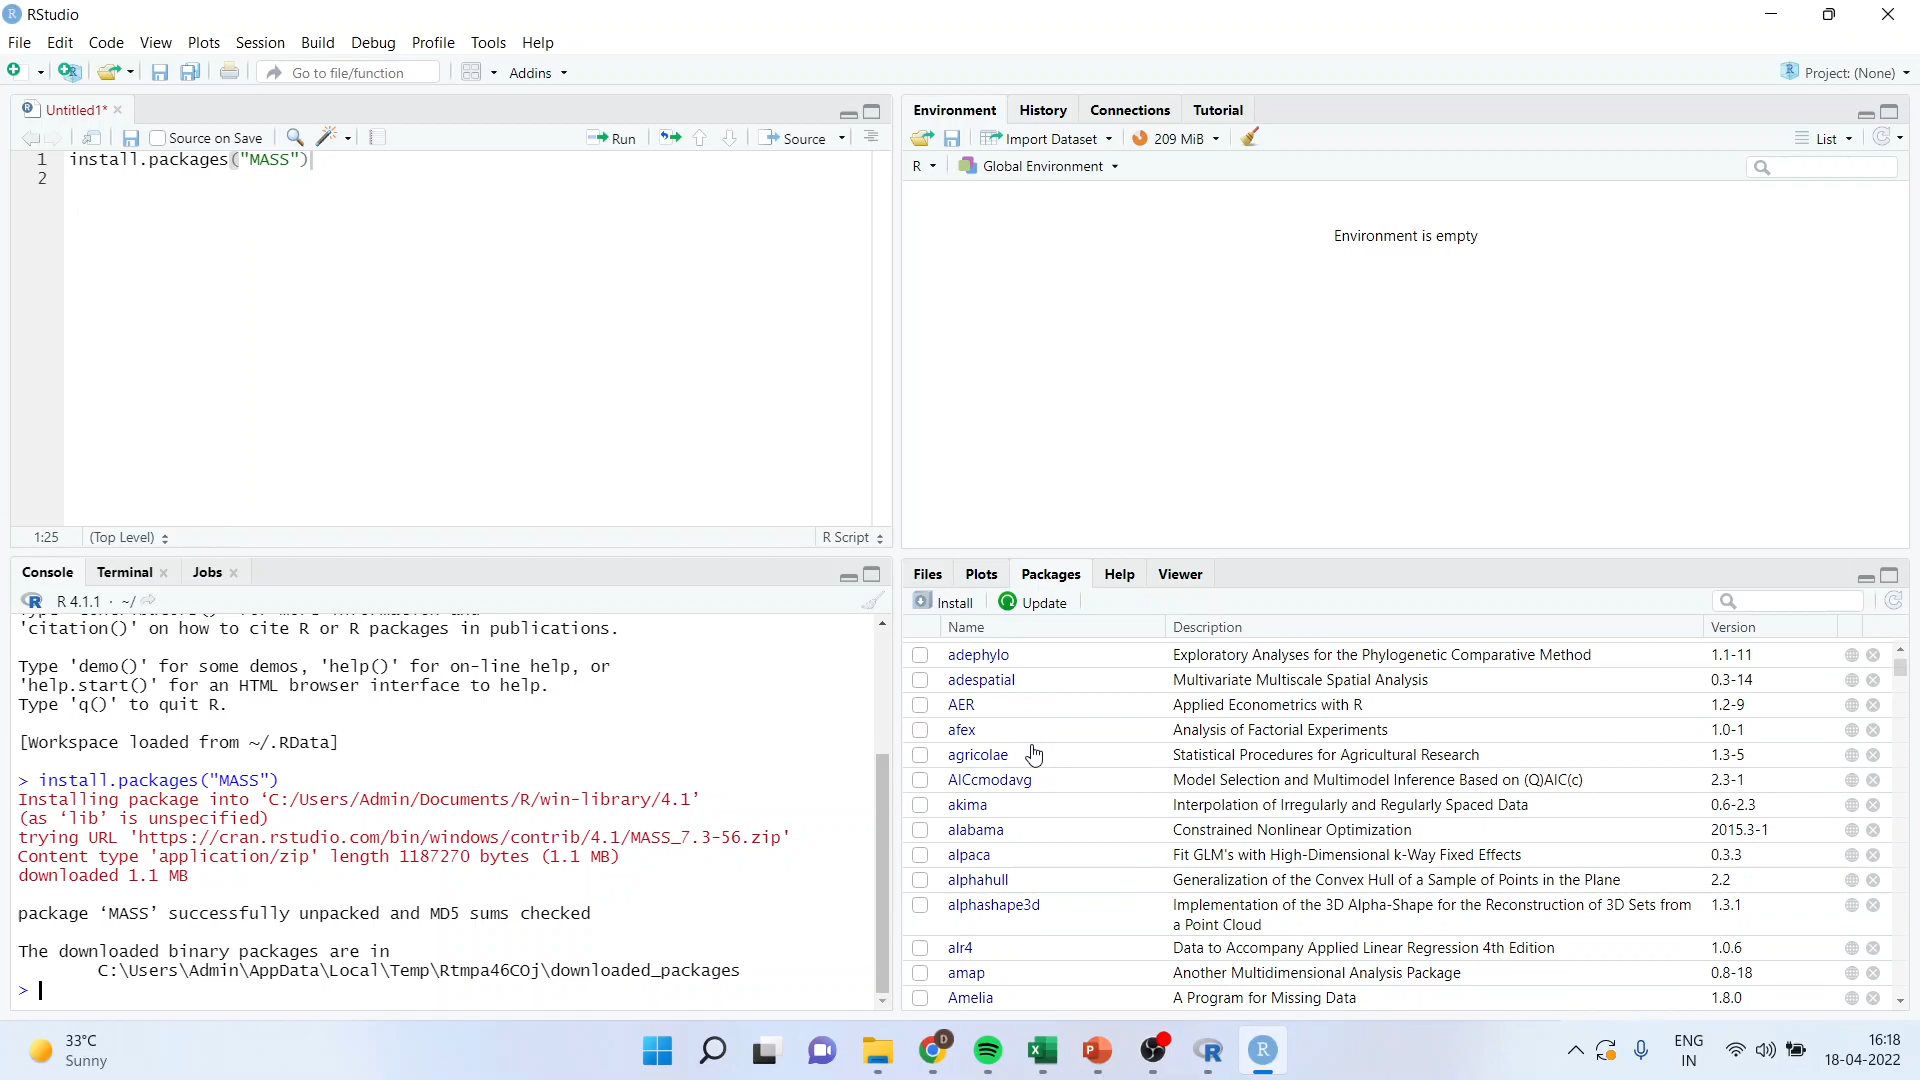 RStudio
File Edit Code View Plots Session Build Debug Profile Tools Help
Go to file/function Addins Project: (None)
Untitled1*
Source on Save Run Source
1 install.packages("MASS")
2
1:25 (Top Level) R Script
Environment History Connections Tutorial
Import Dataset 209 MiB List
R Global Environment
Environment is empty
Console Terminal Jobs
R 4.1.1 · ~/
'citation()' on how to cite R or R packages in publications.
Type 'demo()' for some demos, 'help()' for on-line help, or
'help.start()' for an HTML browser interface to help.
Type 'q()' to quit R.
[Workspace loaded from ~/.RData]
> install.packages("MASS")
Installing package into ‘C:/Users/Admin/Documents/R/win-library/4.1’
(as ‘lib’ is unspecified)
trying URL 'https://cran.rstudio.com/bin/windows/contrib/4.1/MASS_7.3-56.zip'
Content type 'application/zip' length 1187270 bytes (1.1 MB)
downloaded 1.1 MB
package ‘MASS’ successfully unpacked and MD5 sums checked
The downloaded binary packages are in
C:\Users\Admin\AppData\Local\Temp\Rtmpa46COj\downloaded_packages
>
Files Plots Packages Help Viewer
Install Update
Name Description Version
adephylo Exploratory Analyses for the Phylogenetic Comparative Method 1.1-11
adespatial Multivariate Multiscale Spatial Analysis 0.3-14
AER Applied Econometrics with R 1.2-9
afex Analysis of Factorial Experiments 1.0-1
agricolae Statistical Procedures for Agricultural Research 1.3-5
AICcmodavg Model Selection and Multimodel Inference Based on (Q)AIC(c) 2.3-1
akima Interpolation of Irregularly and Regularly Spaced Data 0.6-2.3
alabama Constrained Nonlinear Optimization 2015.3-1
alpaca Fit GLM's with High-Dimensional k-Way Fixed Effects 0.3.3
alphahull Generalization of the Convex Hull of a Sample of Points in the Plane 2.2
alphashape3d Implementation of the 3D Alpha-Shape for the Reconstruction of 3D Sets from 1.3.1
a Point Cloud
alr4 Data to Accompany Applied Linear Regression 4th Edition 1.0.6
amap Another Multidimensional Analysis Package 0.8-18
Amelia A Program for Missing Data 1.8.0
33°C
Sunny
ENG
IN
16:18
18-04-2022